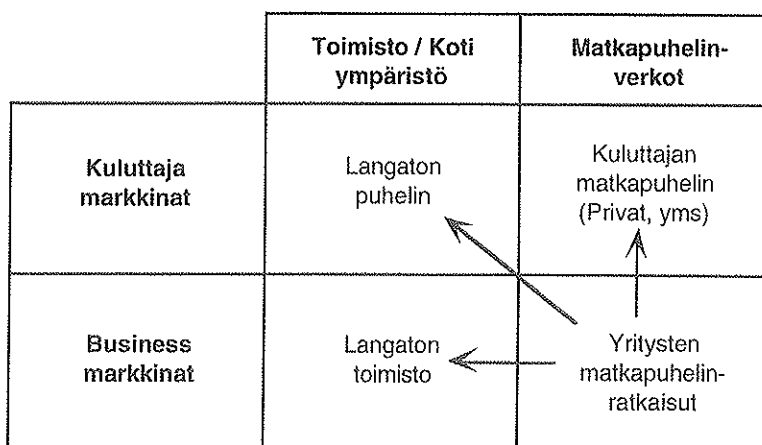 Toimisto / Koti
ympäristö
Matkapuhelin-
verkot
Kuluttaja
markkinat
Langaton
puhelin
Kuluttajan
matkapuhelin
(Privat, yms)
Business
markkinat
Langaton
toimisto
Yritysten
matkapuhelin-
ratkaisut